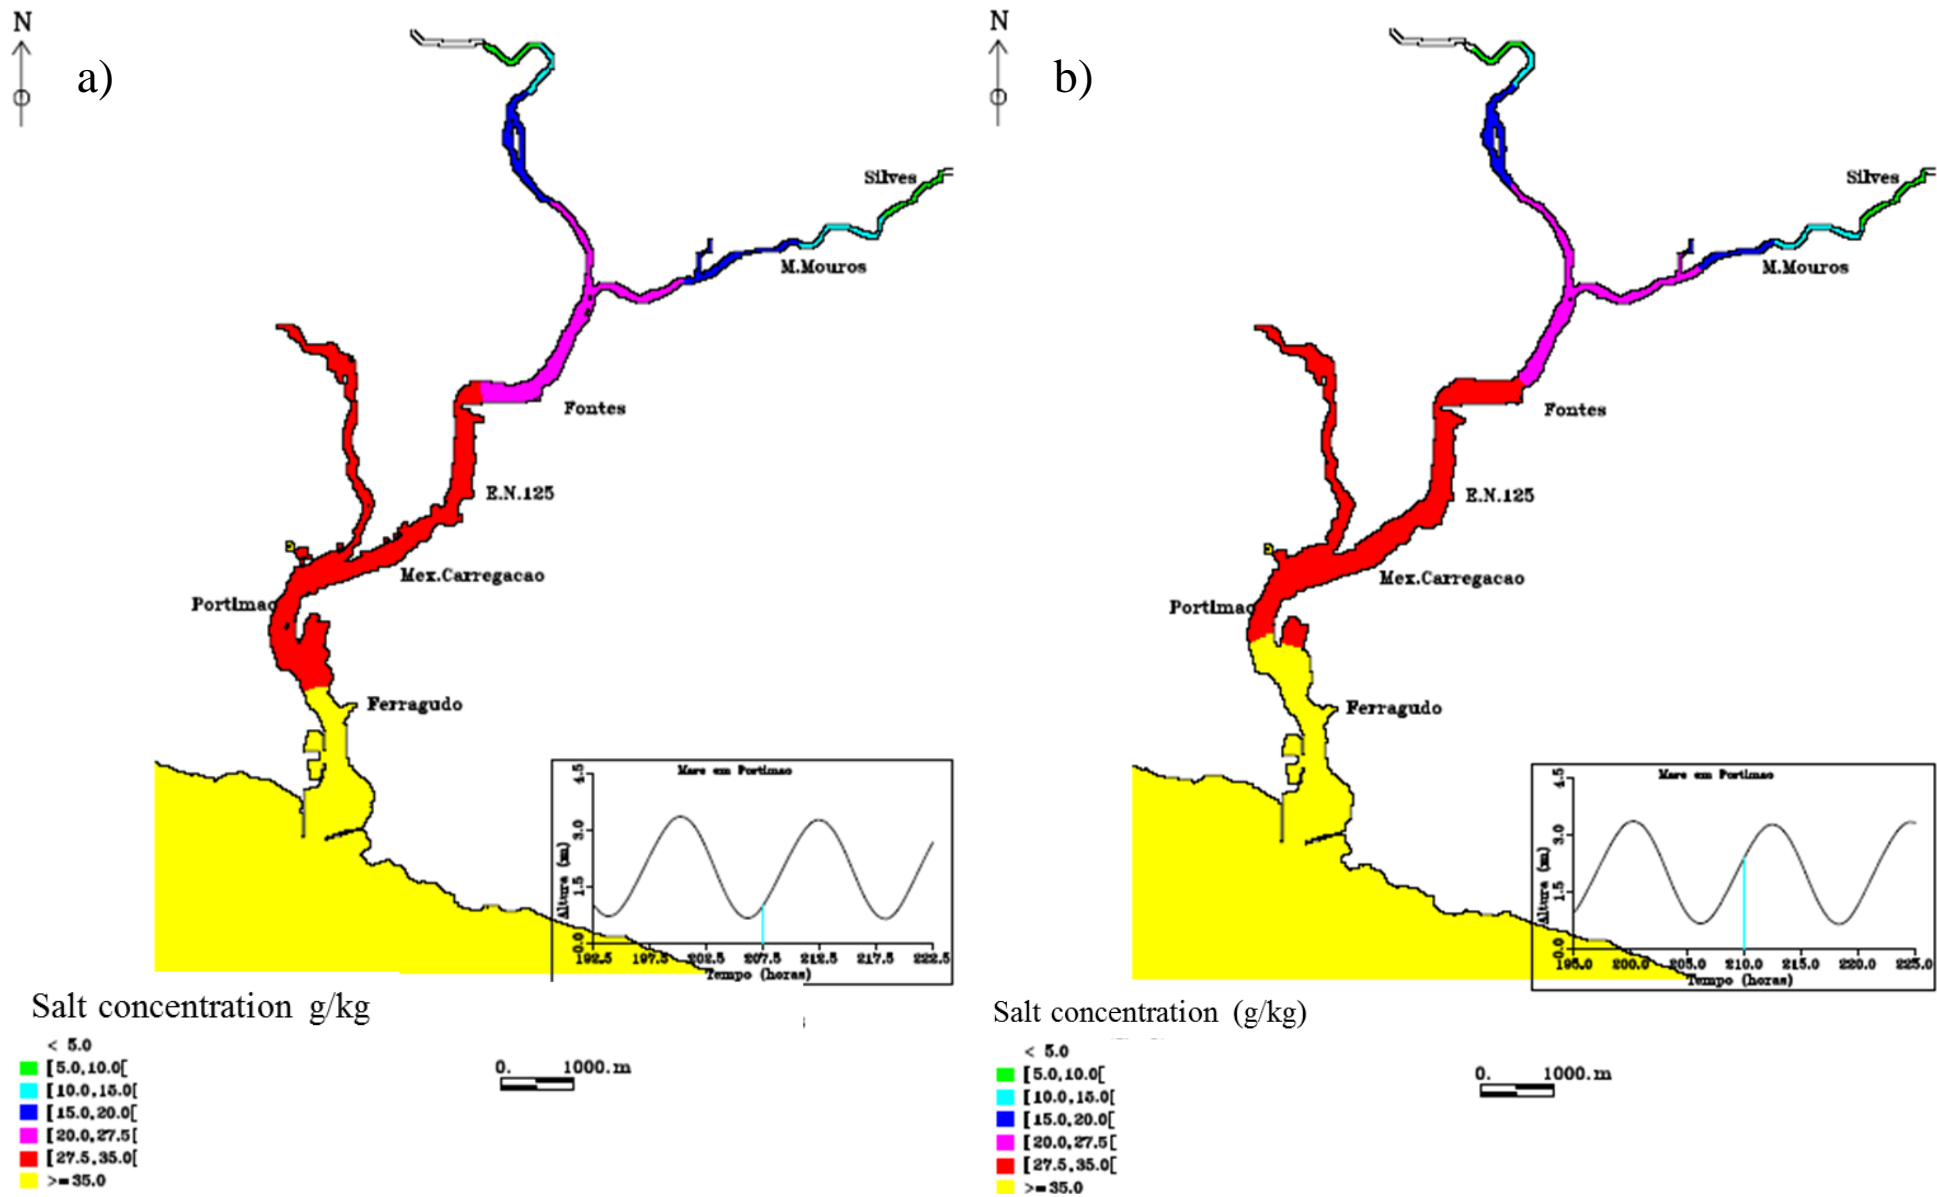 N
a)
Silves
M.Mouros
Fontes
E.N.125
Mex.Carregacao
Portimao
Ferragudo
Mare em Portimao
Altura (m)
4.5
3.0
1.5
0.0
192.5 197.5 202.5 207.5 212.5 217.5 222.5
Tempo (horas)
Salt concentration g/kg
< 5.0
[5.0,10.0[
[10.0,15.0[
[15.0,20.0[
[20.0,27.5[
[27.5,35.0[
>=35.0
0. 1000.m
N
b)
Silves
M.Mouros
Fontes
E.N.125
Mex.Carregacao
Portimao
Ferragudo
Mare em Portimao
Altura (m)
4.5
3.0
1.5
0.0
195.0 200.0 205.0 210.0 215.0 220.0 225.0
Tempo (horas)
Salt concentration (g/kg)
< 5.0
[5.0,10.0[
[10.0,15.0[
[15.0,20.0[
[20.0,27.5[
[27.5,35.0[
>=35.0
0. 1000.m